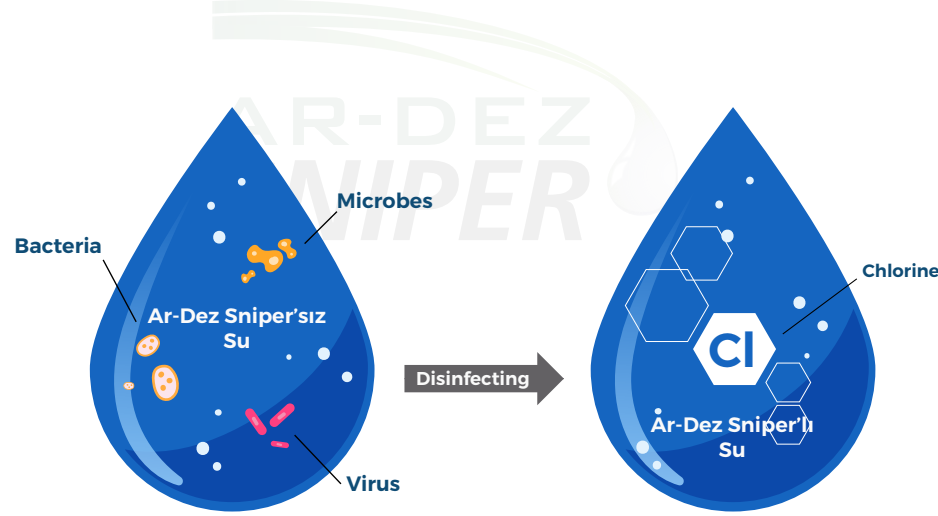 AR-DEZ
SNIPER
Microbes
Bacteria
Chlorine
Ar-Dez Sniper’sız
Su
Cl
Disinfecting
Ar-Dez Sniper’lı
Su
Virus